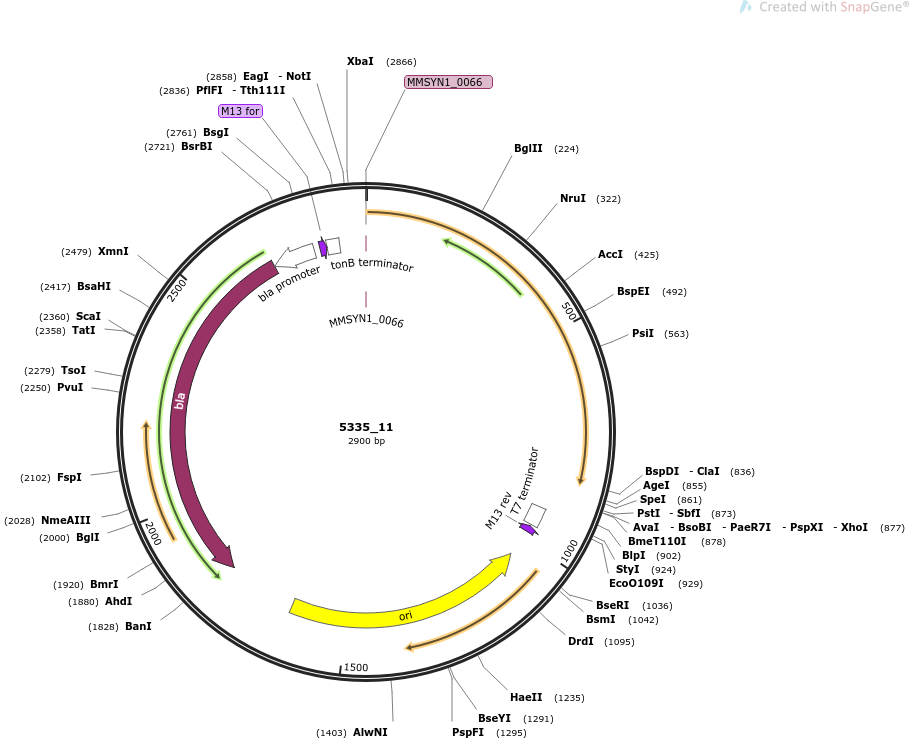 Created with SnapGene®
XbaI (2866)
(2858) EagI - NotI
(2836) PflFI - Tth111I
MMSYN1_0066
M13 for
(2761) BsgI
(2721) BsrBI
BglII (224)
NruI (322)
AccI (425)
BspEI (492)
PsiI (563)
(2479) XmnI
(2417) BsaHI
(2360) ScaI
(2358) TatI
(2279) TsoI
(2250) PvuI
(2102) FspI
(2028) NmeAIII
(2000) BglI
(1920) BmrI
(1880) AhdI
(1828) BanI
2500
500
bla promoter
tonB terminator
MMSYN1_0066
bla
5335_11
2900 bp
M13 rev
T7 terminator
BspDI - ClaI (836)
AgeI (855)
SpeI (861)
PstI - SbfI (873)
AvaI - BsoBI - PaeR7I - PspXI - XhoI (877)
BmeT110I (878)
BlpI (902)
StyI (924)
EcoO109I (929)
2000
1000
BseRI (1036)
BsmI (1042)
DrdI (1095)
ori
1500
HaeII (1235)
BseYI (1291)
PspFI (1295)
(1403) AlwNI